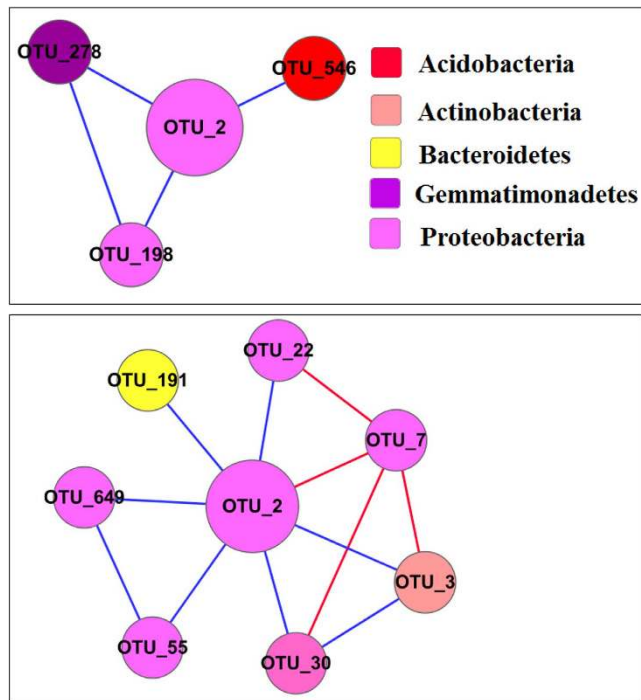 OTU_278
OTU_546
OTU_2
OTU_198
Acidobacteria
Actinobacteria
Bacteroidetes
Gemmatimonadetes
Proteobacteria
OTU_22
OTU_191
OTU_7
OTU_649
OTU_2
OTU_3
OTU_55
OTU_30